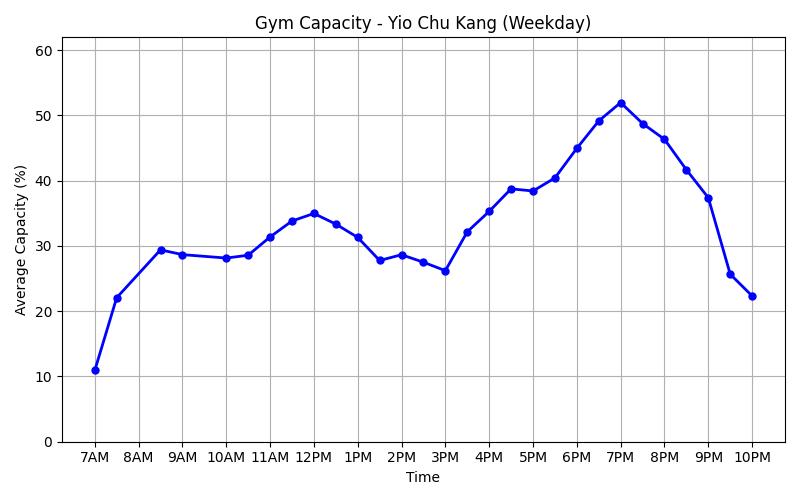 Gym Capacity - Yio Chu Kang (Weekday)
Average Capacity (%)
60
50
40
30
20
10
0
7AM 8AM 9AM 10AM 11AM 12PM 1PM 2PM 3PM 4PM 5PM 6PM 7PM 8PM 9PM 10PM
Time